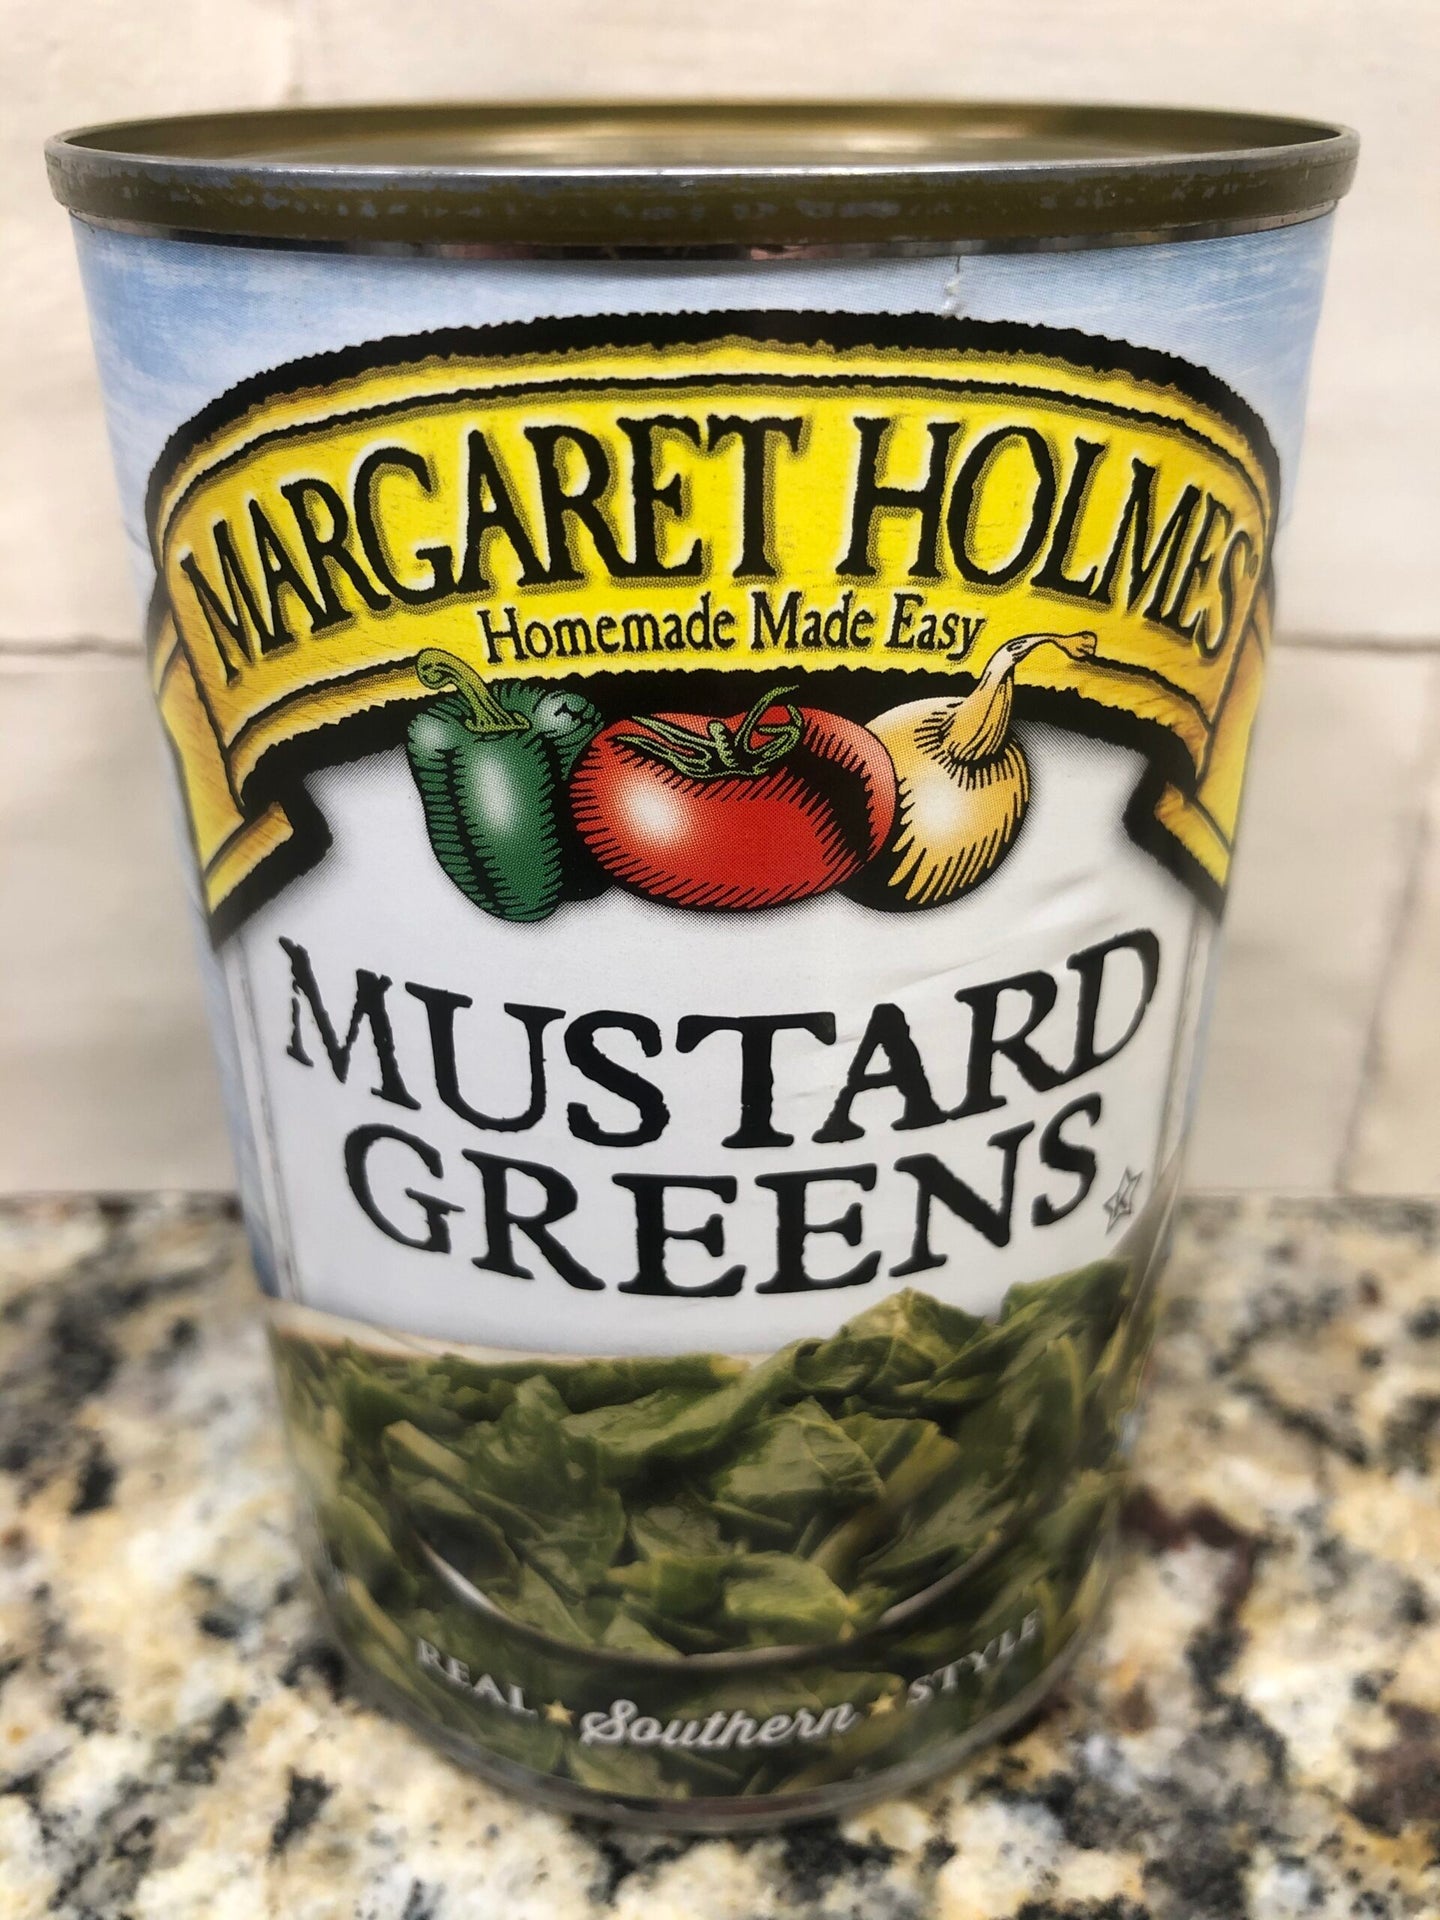 MARGARET HOLMES®
Homemade Made Easy
MUSTARD
GREENS
K
REAL ★ Southern ★ STYLE